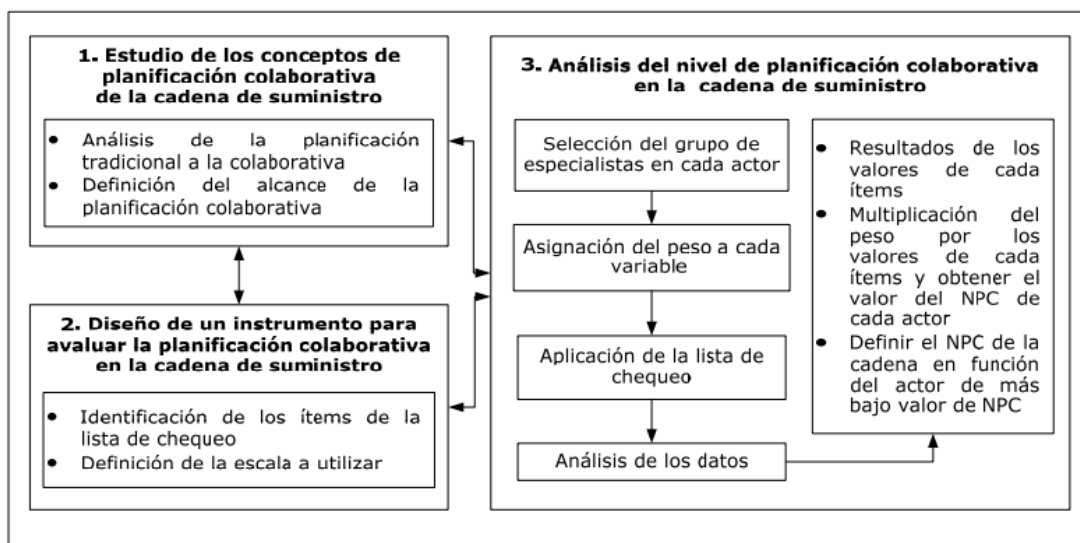 1. Estudio de los conceptos de
planificación colaborativa
de la cadena de suministro
• Análisis de la planificación
tradicional a la colaborativa
• Definición del alcance de la
planificación colaborativa
2. Diseño de un instrumento para
avaluar la planificación colaborativa
en la cadena de suministro
• Identificación de los ítems de la
lista de chequeo
• Definición de la escala a utilizar
3. Análisis del nivel de planificación colaborativa
en la cadena de suministro
Selección del grupo de
especialistas en cada actor
Asignación del peso a cada
variable
Aplicación de la lista de
chequeo
Análisis de los datos
• Resultados de los
valores de cada
ítems
• Multiplicación del
peso por los
valores de cada
ítems y obtener el
valor del NPC de
cada actor
• Definir el NPC de la
cadena en función
del actor de más
bajo valor de NPC